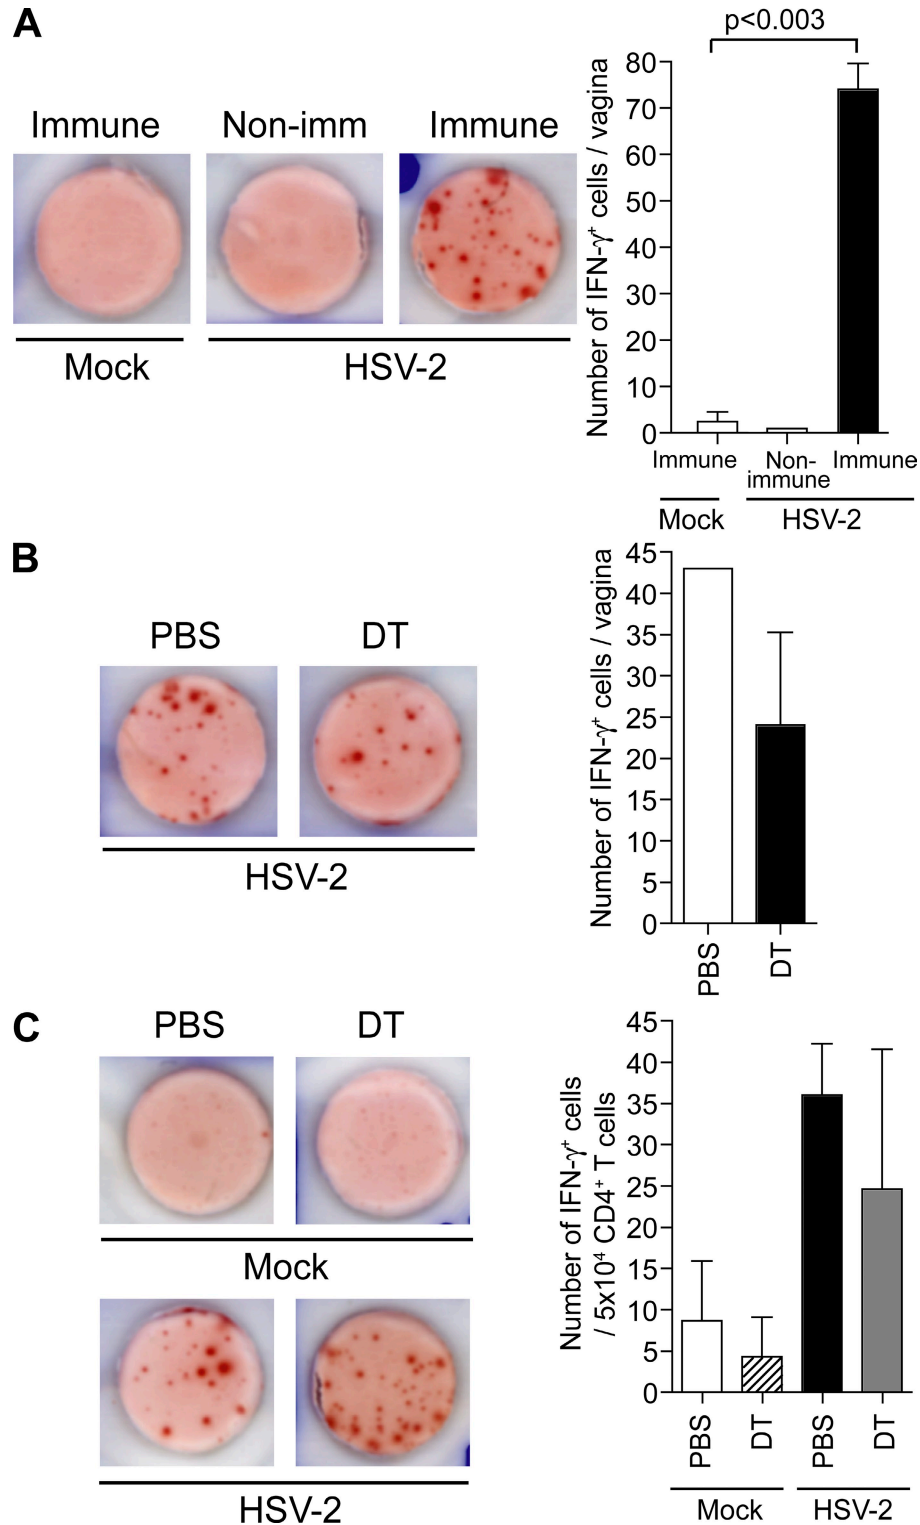 A
Immune
Non-imm
Immune
Mock
HSV-2
p<0.003
Number of IFN-γ⁺ cells / vagina
80
70
60
50
40
30
20
10
0
Immune
Non-
immune
Immune
Mock
HSV-2
B
PBS
DT
HSV-2
Number of IFN-γ⁺ cells / vagina
45
40
35
30
25
20
15
10
5
0
PBS
DT
C
PBS
DT
Mock
HSV-2
Number of IFN-γ⁺ cells
/ 5x10⁴ CD4⁺ T cells
45
40
35
30
25
20
15
10
5
0
PBS
DT
PBS
DT
Mock
HSV-2